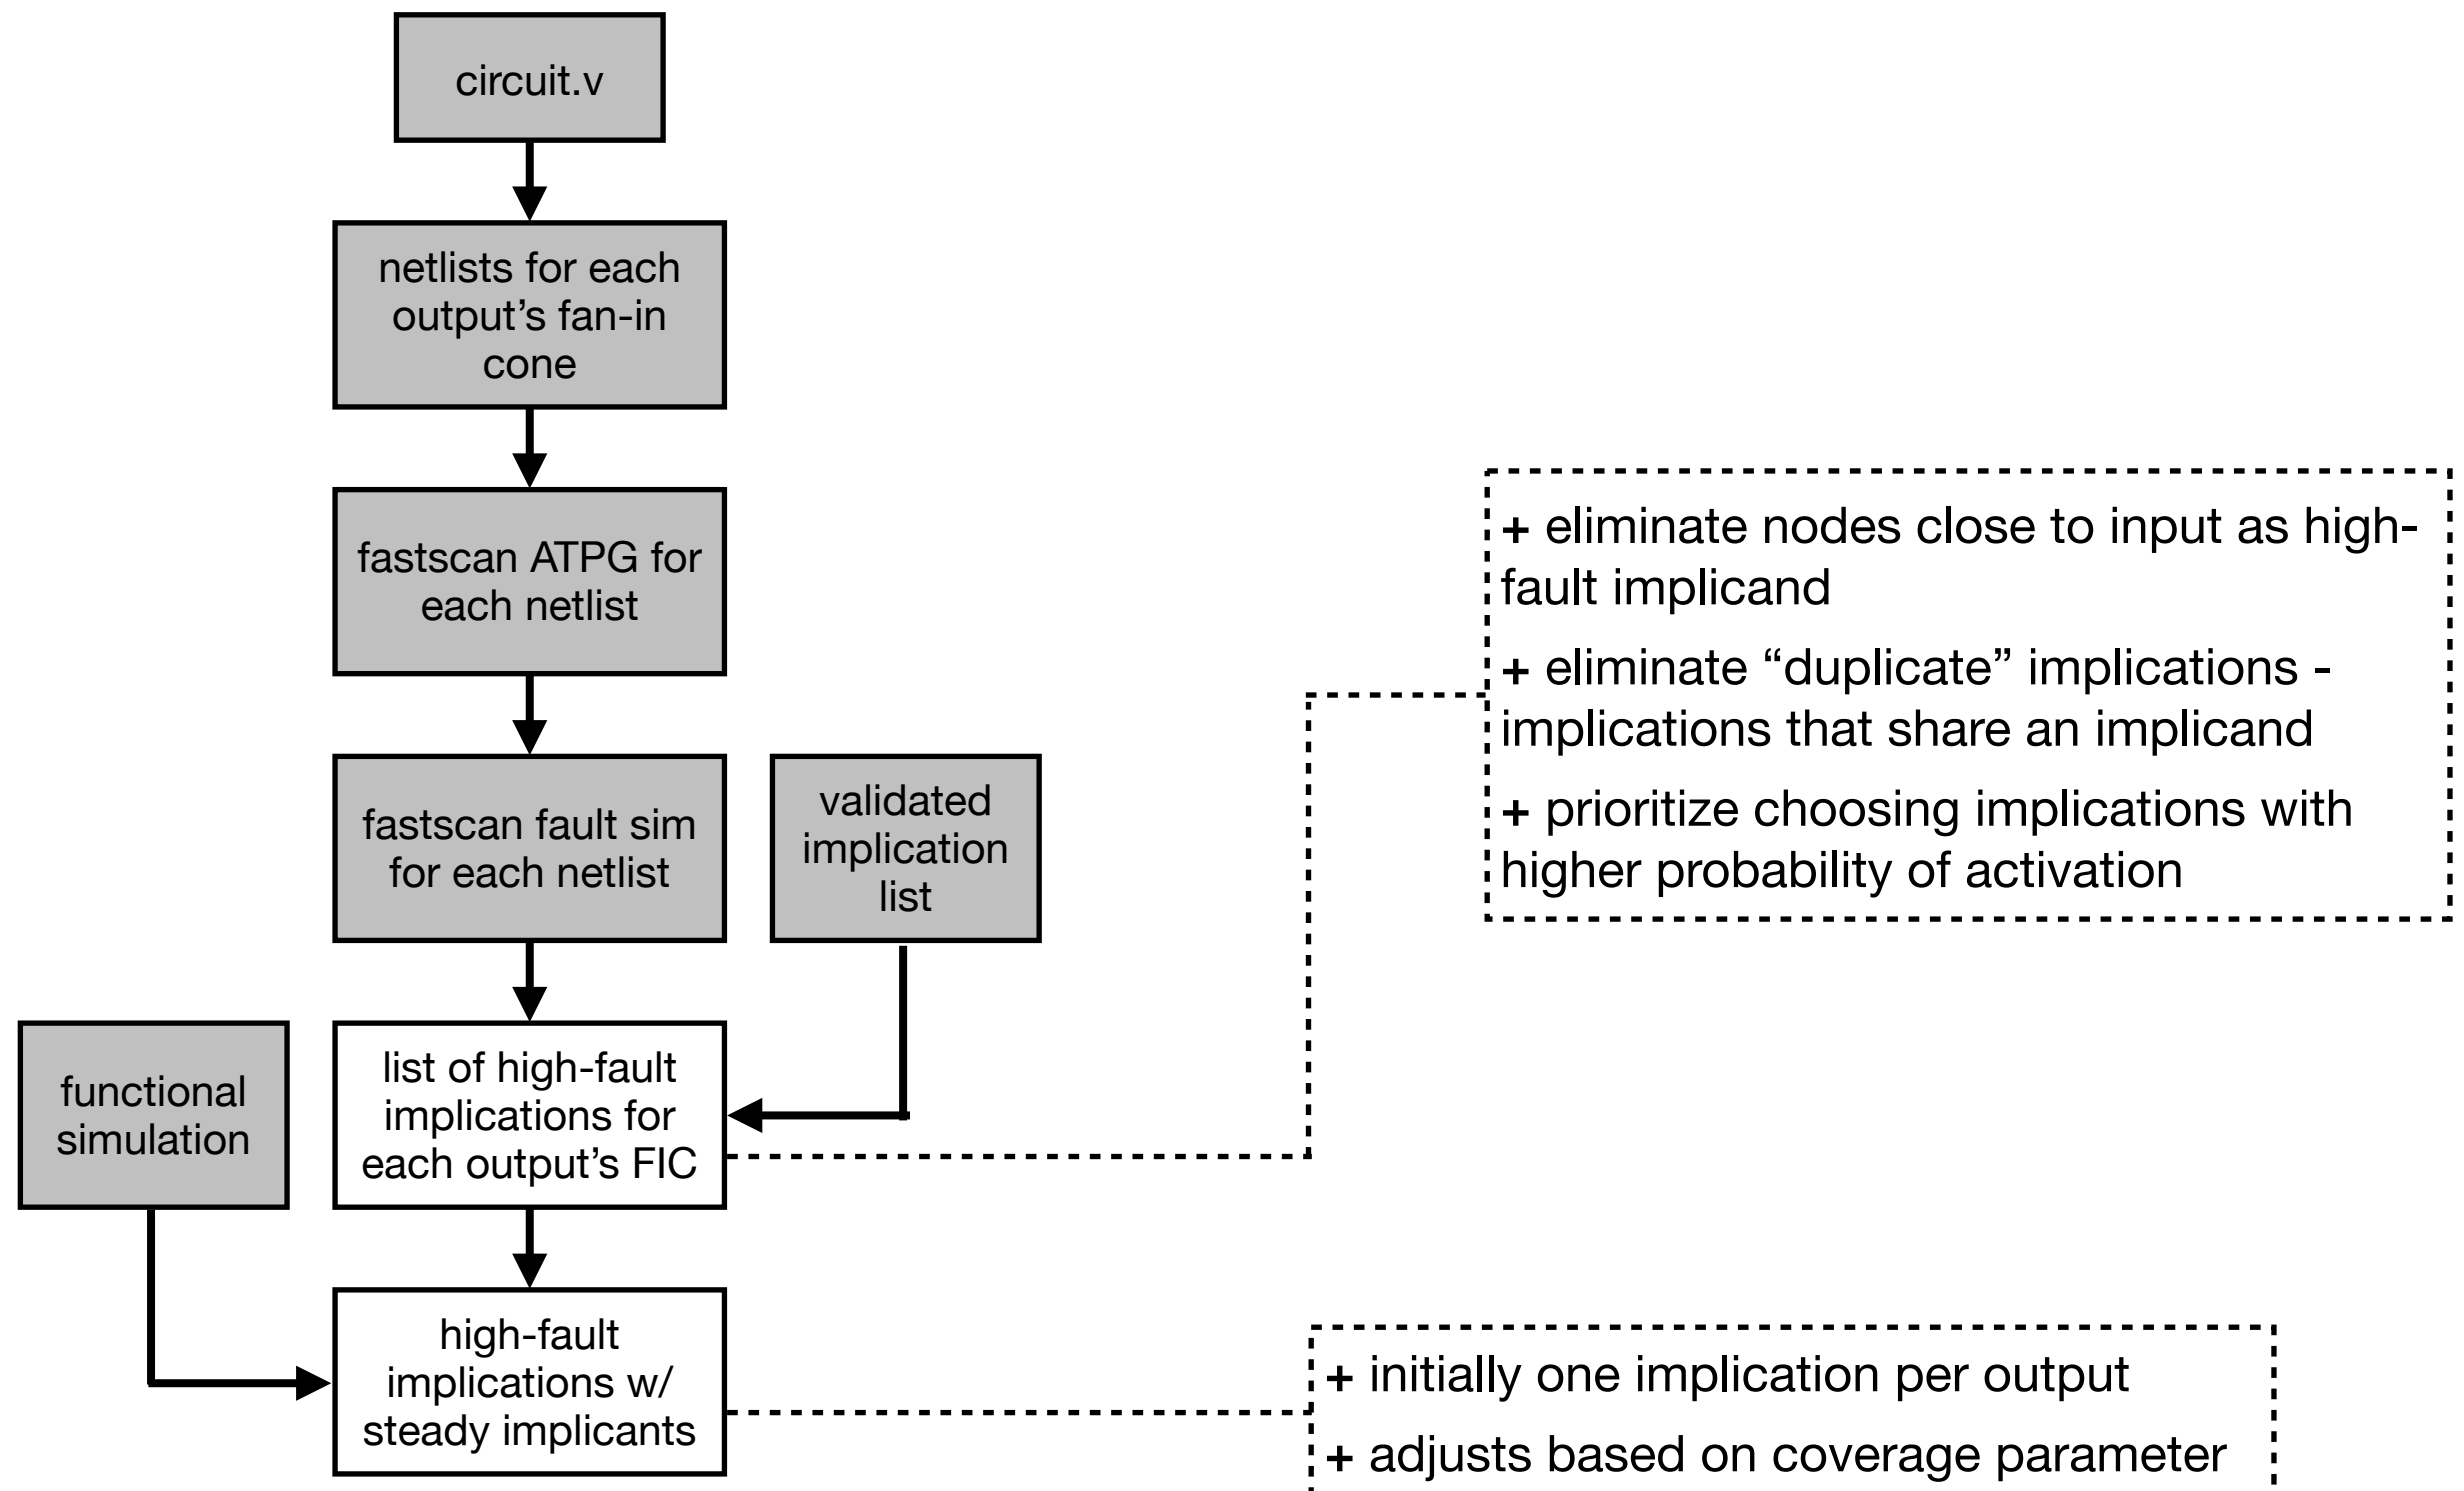 circuit.v
netlists for each
output’s fan-in
cone
fastscan ATPG for
each netlist
fastscan fault sim
for each netlist
validated
implication
list
functional
simulation
list of high-fault
implications for
each output’s FIC
high-fault
implications w/
steady implicants
+ eliminate nodes close to input as high-
fault implicand
+ eliminate “duplicate” implications -
implications that share an implicand
+ prioritize choosing implications with
higher probability of activation
+ initially one implication per output
+ adjusts based on coverage parameter